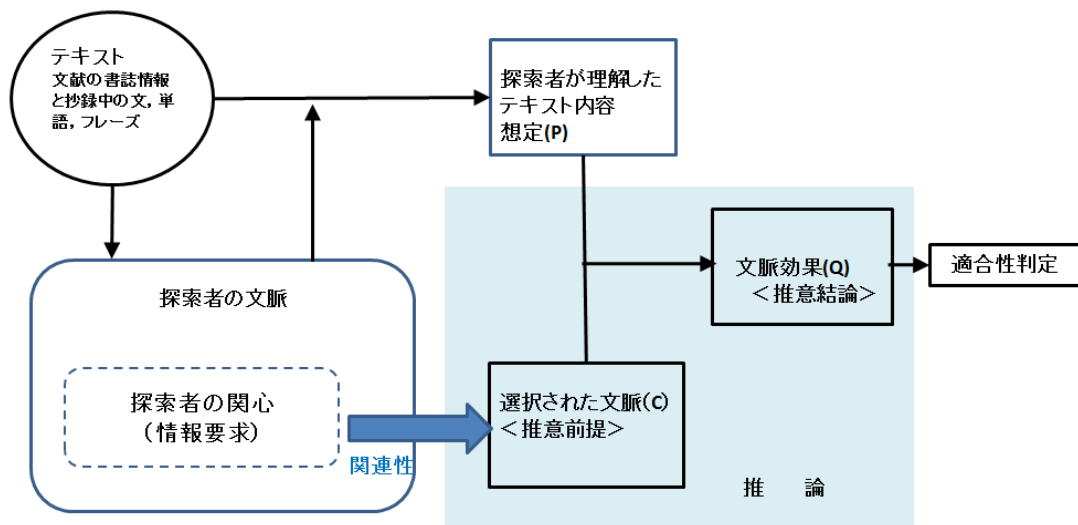 テキスト
文献の書誌情報
と抄録中の文，単
語，フレーズ
探索者が理解した
テキスト内容
想定(P)
文脈効果(Q)
＜推意結論＞
適合性判定
探索者の文脈
探索者の関心
（情報要求）
関連性
選択された文脈(C)
＜推意前提＞
推　論